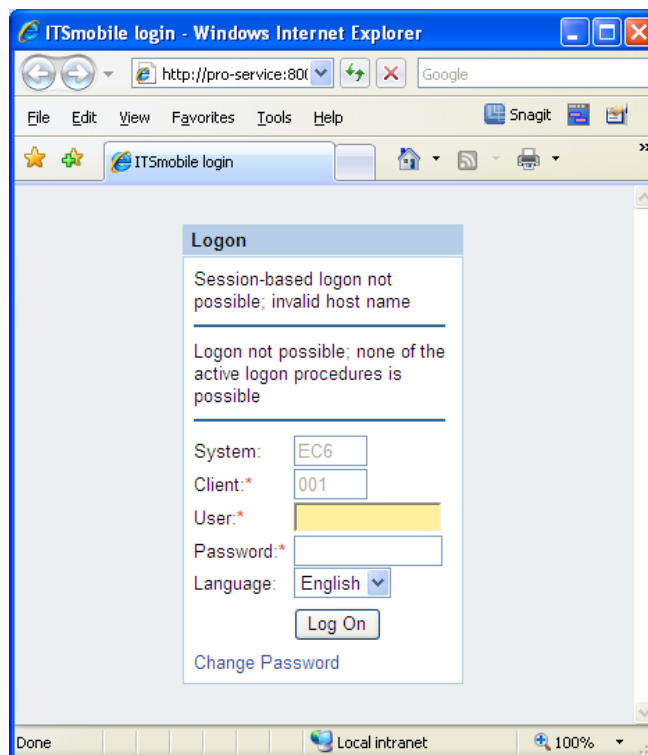 ITSmobile login - Windows Internet Explorer
http://pro-service:80
Google
File Edit View Favorites Tools Help
Snagit
ITSmobile login
Logon
Session-based logon not
possible; invalid host name
Logon not possible; none of the
active logon procedures is
possible
System: EC6
Client:* 001
User:*
Password:*
Language: English
Log On
Change Password
Done Local intranet 100%